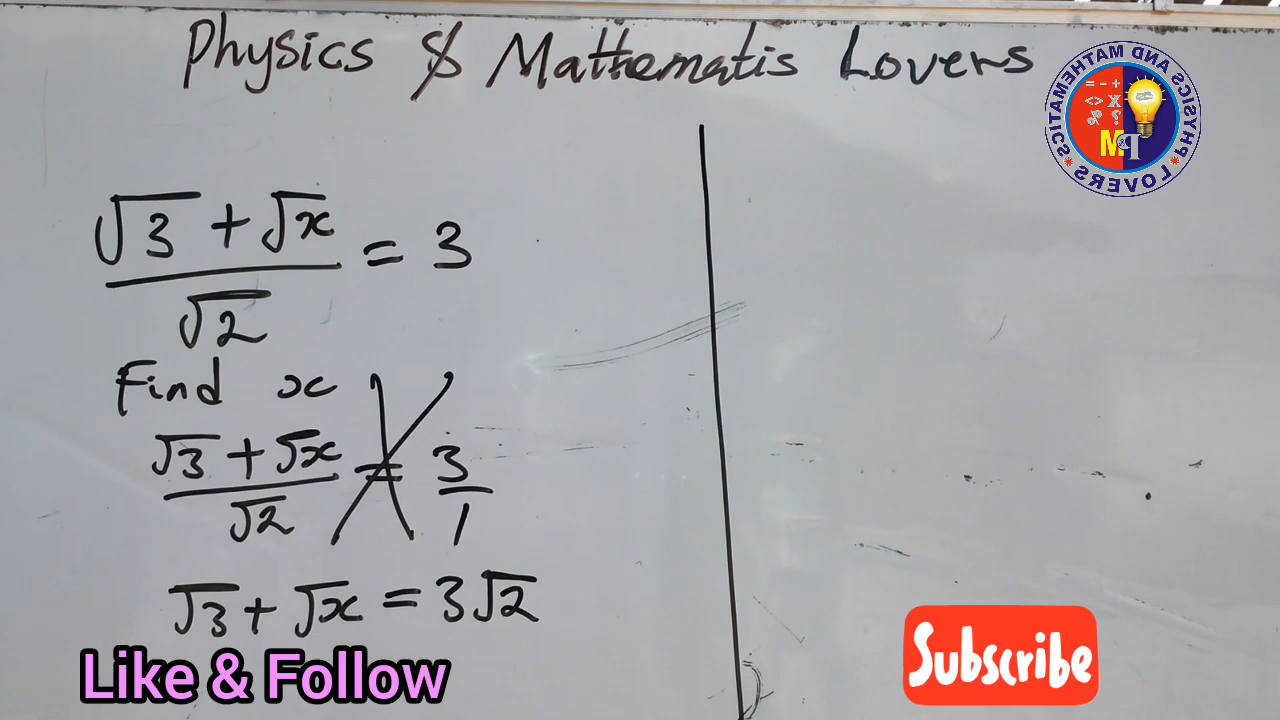 Physics & Mathematis Lovers
PHYSICS AND MATHEMATICS LOVERS
= - +
<> X
% ?
MP
√3 + √x / √2 = 3
Find x
√3 + √x / √2 = 3 / 1
√3 + √x = 3√2
Like & Follow
Subscribe